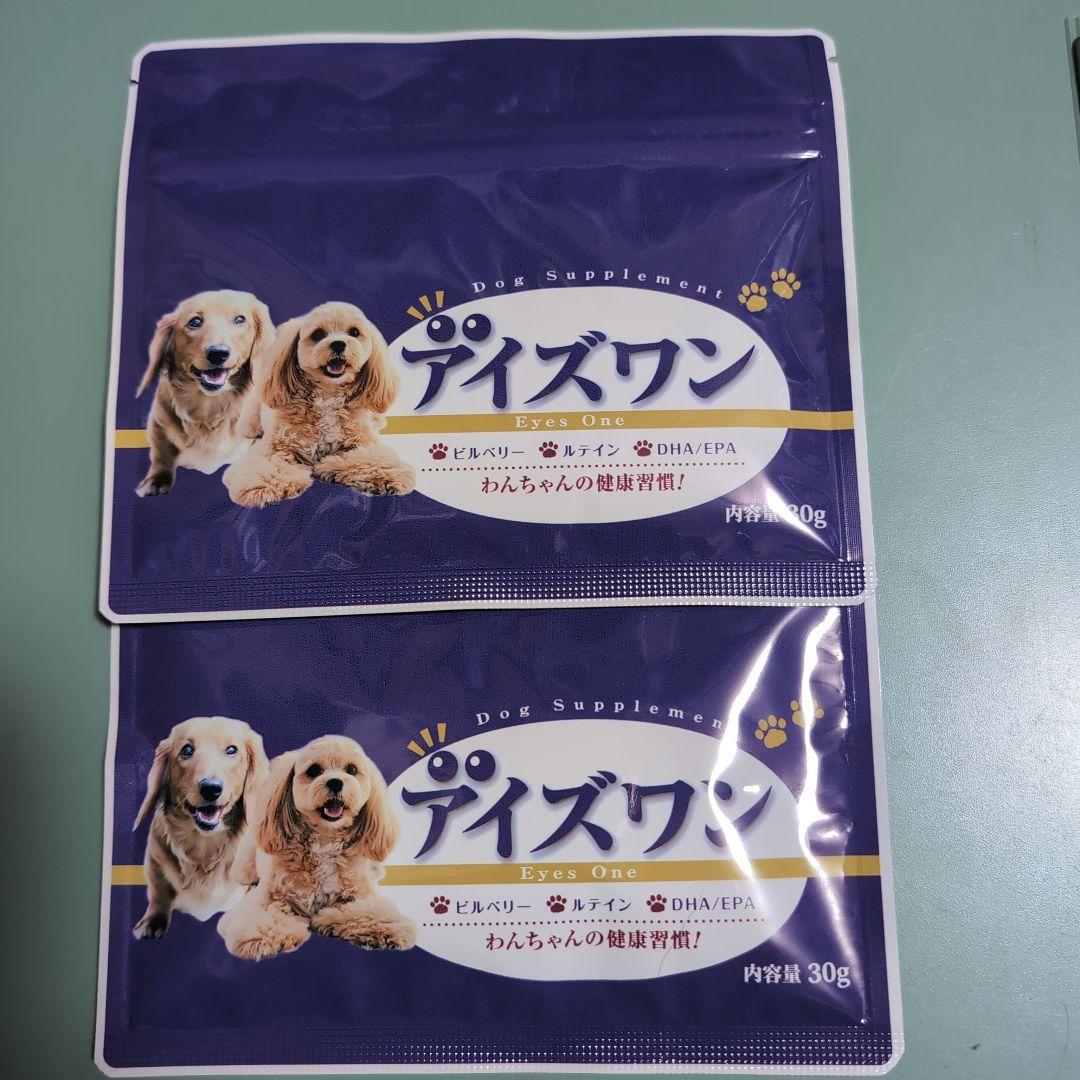 Dog Supplement
アイズワン
Eyes One
ビルベリー ルテイン DHA/EPA
わんちゃんの健康習慣!
内容量 30g
Dog Supplemen
アイズワン
Eyes One
ビルベリー ルテイン DHA/EPA
わんちゃんの健康習慣!
内容量 30g